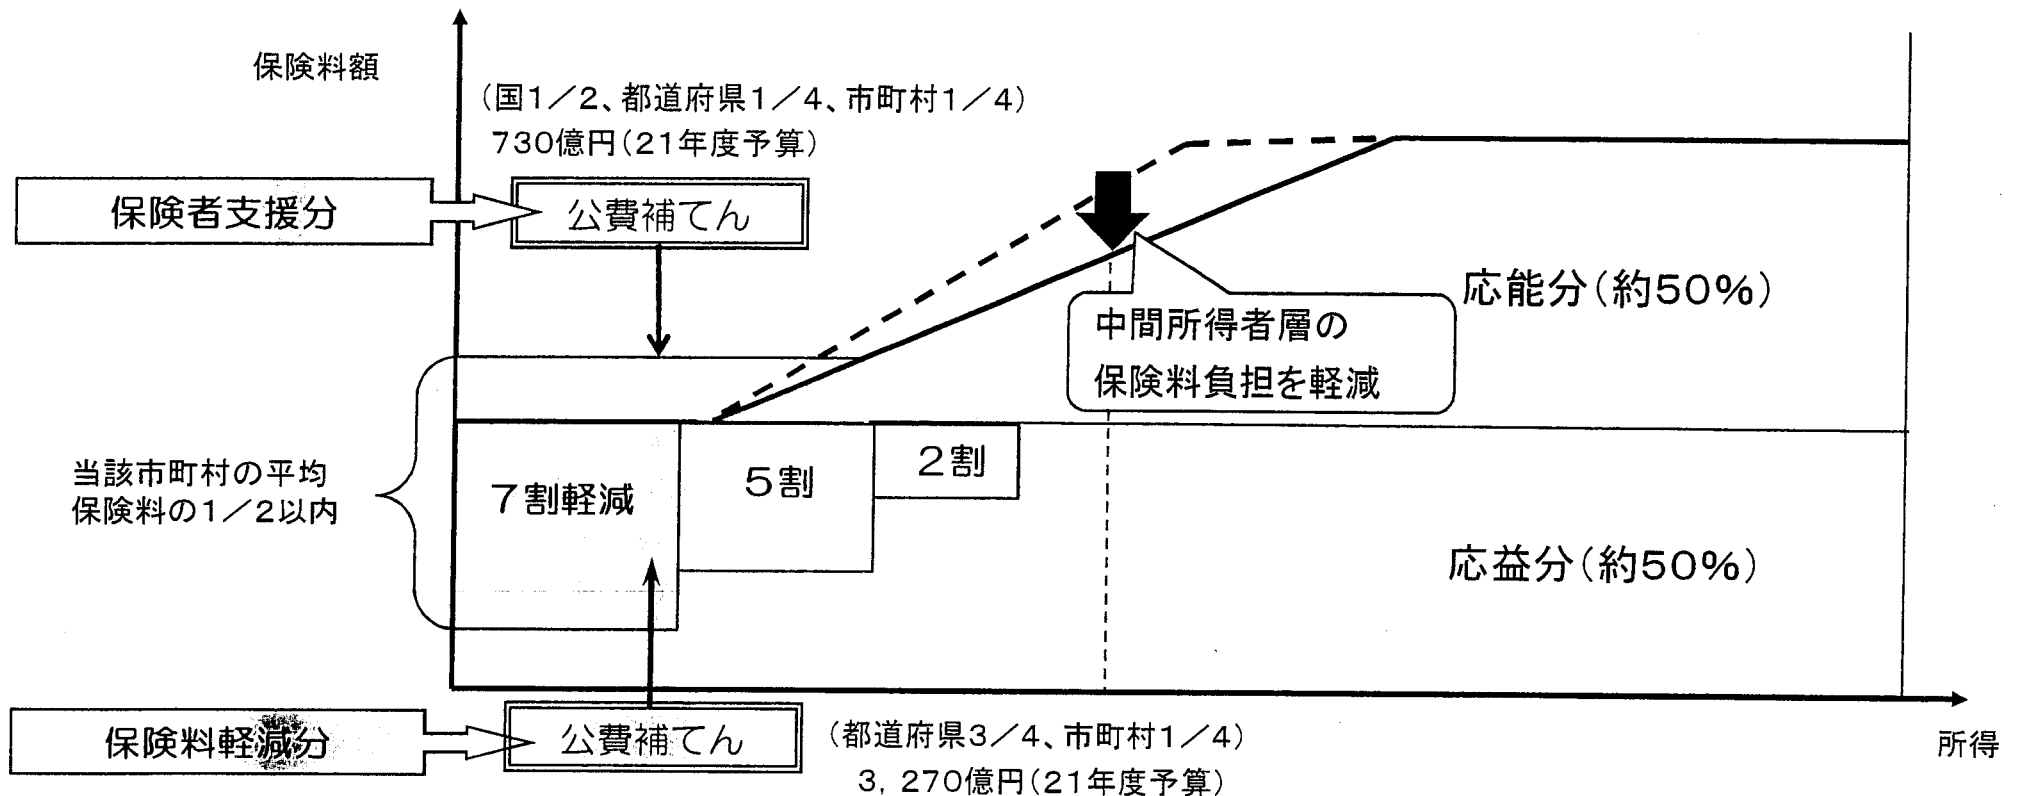 保険料額
(国1／2、都道府県1／4、市町村1／4)
730億円(21年度予算)
保険者支援分
公費補てん
応能分(約50%)
中間所得者層の
保険料負担を軽減
当該市町村の平均
保険料の1／2以内
7割軽減
5割
2割
応益分(約50%)
保険料軽減分
公費補てん
(都道府県3／4、市町村1／4)
3, 270億円(21年度予算)
所得